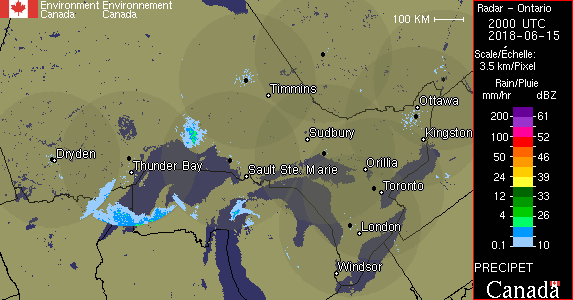 Environment Environnement
Canada Canada
100 KM
Timmins
Ottawa
Sudbury
Kingston
Dryden
Thunder Bay
Sault Ste. Marie
Orillia
Toronto
London
Windsor
Radar - Ontario
2000 UTC
2018-06-15
Scale/Échelle:
3.5 km/Pixel
Rain/Pluie
mm/hr dBZ
200 61
100 52
50 46
24 39
12 33
4 26
1 18
0.1 10
PRECIPET
Canada